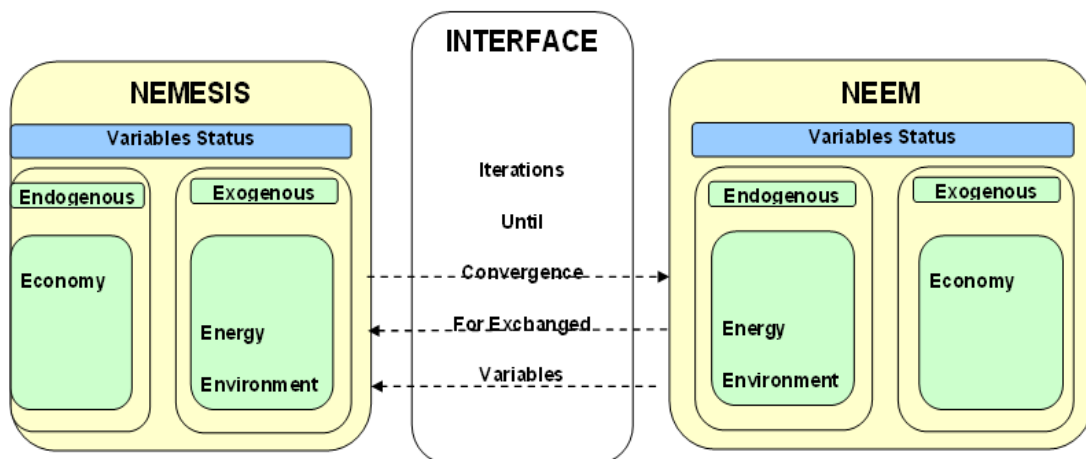 NEMESIS
Variables Status
Endogenous
Economy
Exogenous
Energy
Environment
INTERFACE
Iterations
Until
Convergence
For Exchanged
Variables
NEEM
Variables Status
Endogenous
Energy
Environment
Exogenous
Economy